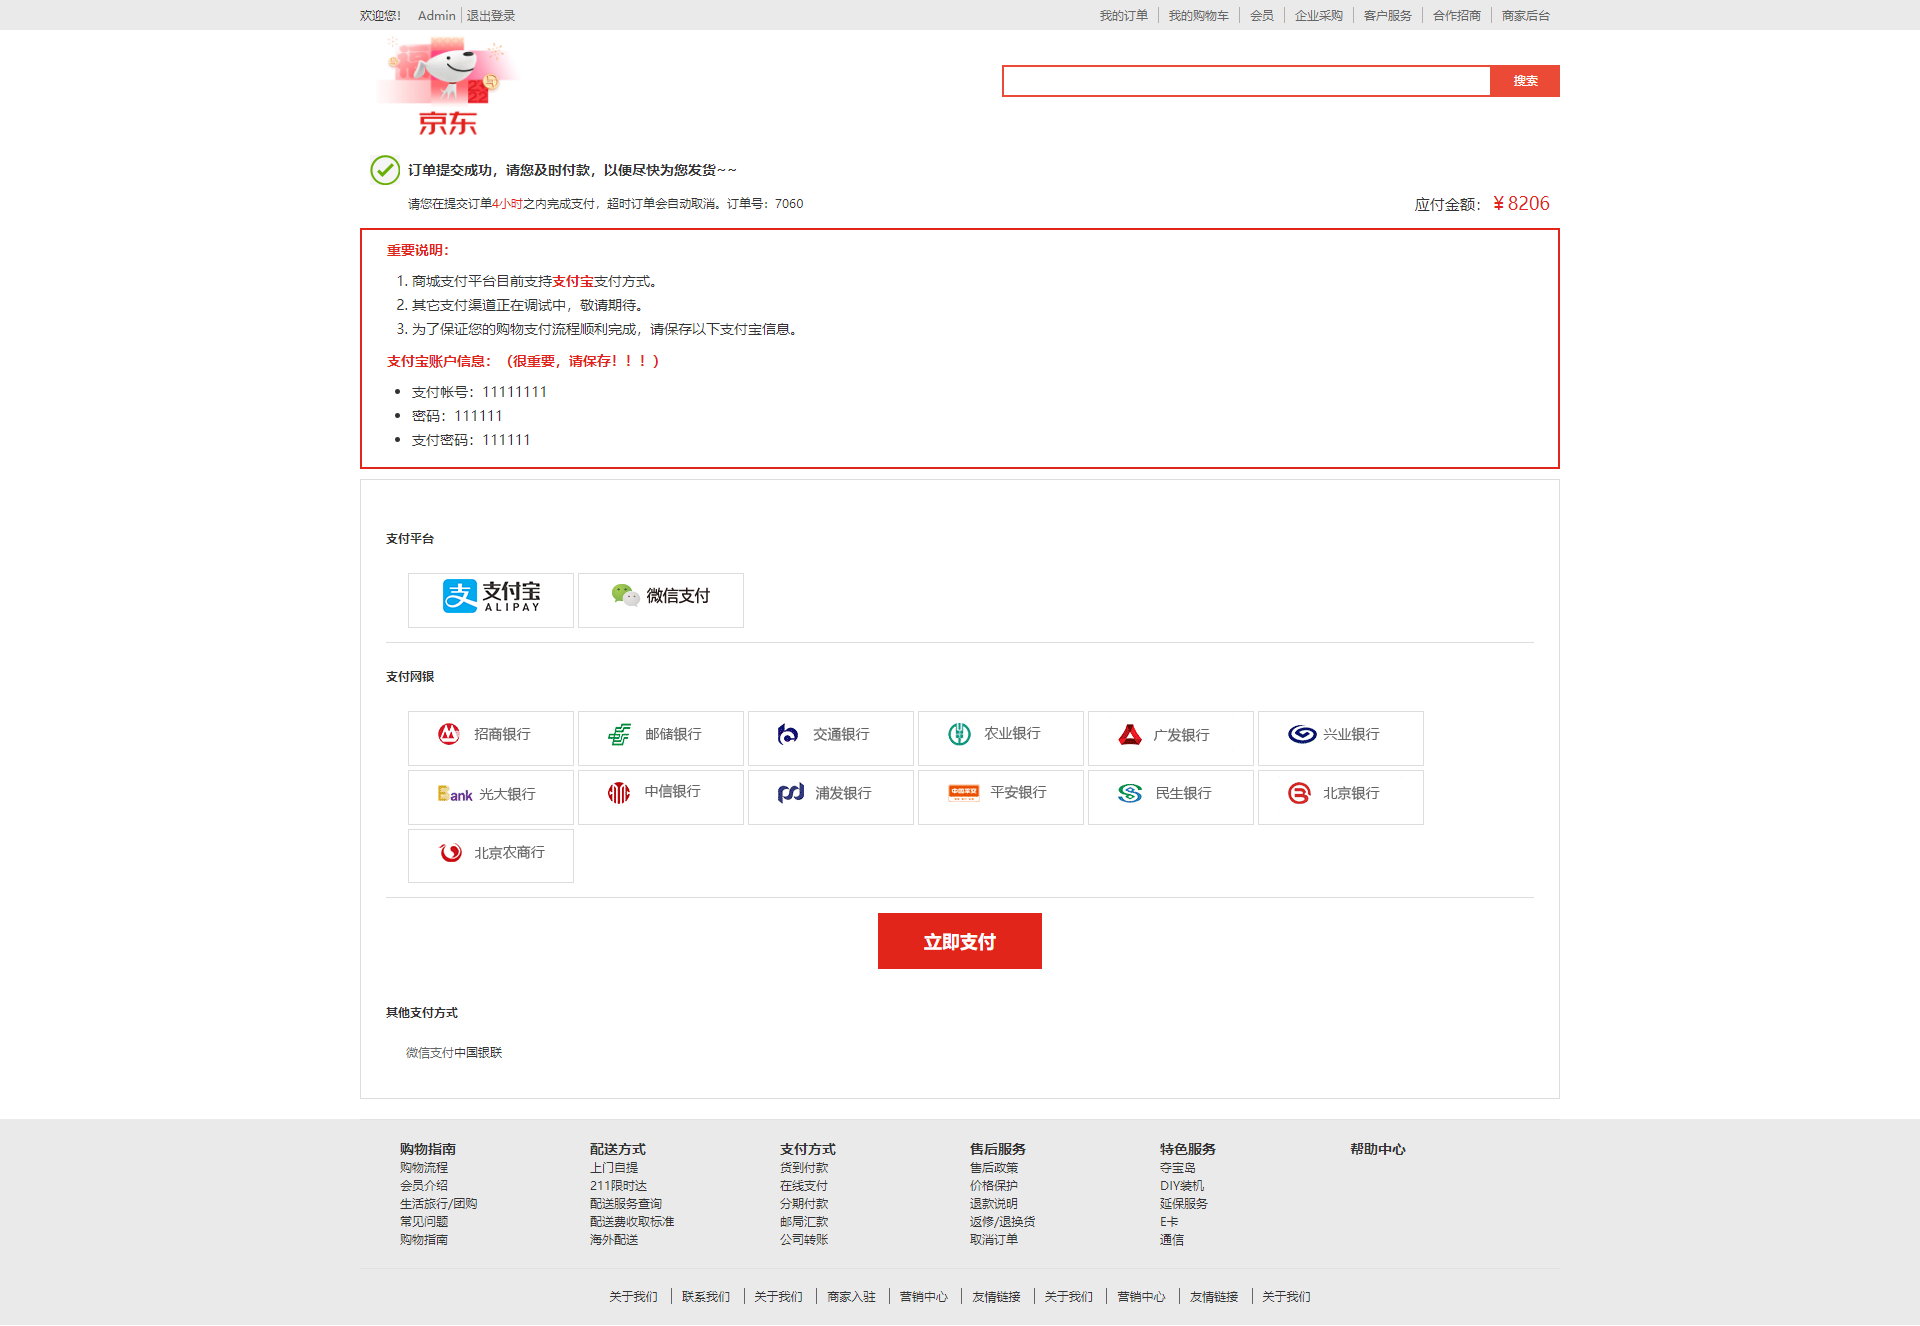 欢迎您! Admin 退出登录 我的订单 我的购物车 会员 企业采购 客户服务 合作招商 商家后台
京东
搜索
订单提交成功，请您及时付款，以便尽快为您发货~~
请您在提交订单4小时之内完成支付，超时订单会自动取消。订单号：7060 应付金额：￥8206
重要说明：
1. 商城支付平台目前支持支付宝支付方式。
2. 其它支付渠道正在调试中，敬请期待。
3. 为了保证您的购物支付流程顺利完成，请保存以下支付宝信息。
支付宝账户信息：（很重要，请保存！！！）
支付帐号：11111111
密码：111111
支付密码：111111
支付平台
支付宝 ALIPAY 微信支付
支付网银
招商银行 邮储银行 交通银行 农业银行 广发银行 兴业银行
Bank 光大银行 中信银行 浦发银行 中国平安 平安银行 民生银行 北京银行
北京农商行
立即支付
其他支付方式
微信支付中国银联
购物指南 配送方式 支付方式 售后服务 特色服务 帮助中心
购物流程 上门自提 货到付款 售后政策 夺宝岛
会员介绍 211限时达 在线支付 价格保护 DIY装机
生活旅行/团购 配送服务查询 分期付款 退款说明 延保服务
常见问题 配送费收取标准 邮局汇款 返修/退换货 E卡
购物指南 海外配送 公司转账 取消订单 通信
关于我们 联系我们 关于我们 商家入驻 营销中心 友情链接 关于我们 营销中心 友情链接 关于我们